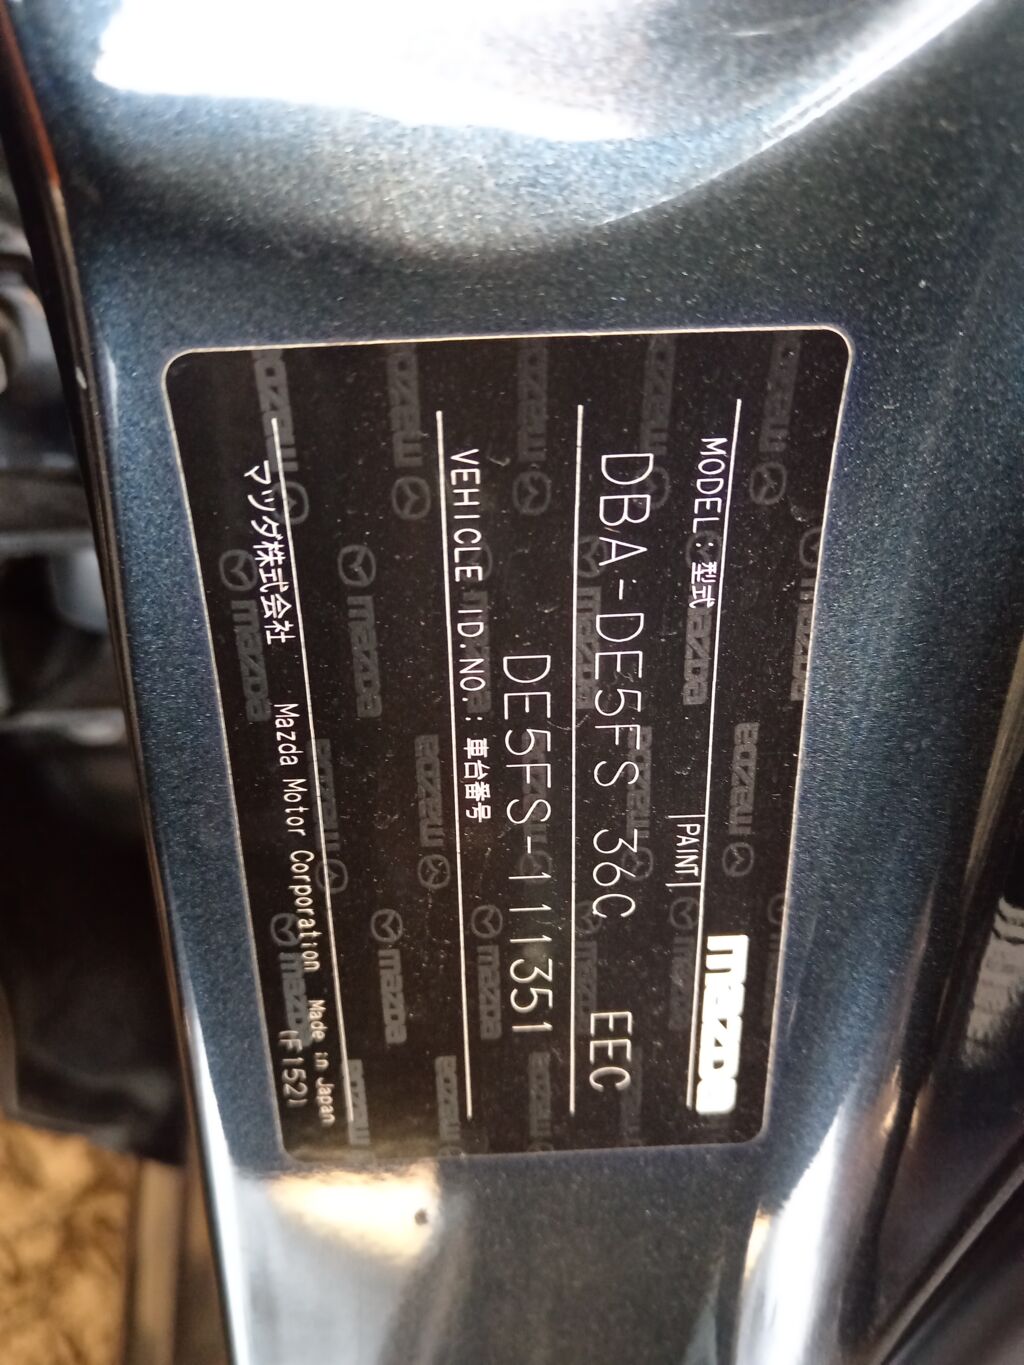 mazda
MODEL:型式 PAINT
DBA-DE5FS 36C EEC
VEHICLE ID.NO.:車台番号
DE5FS-111351
マツダ株式会社 Mazda Motor Corporation Made in Japan
(F152)